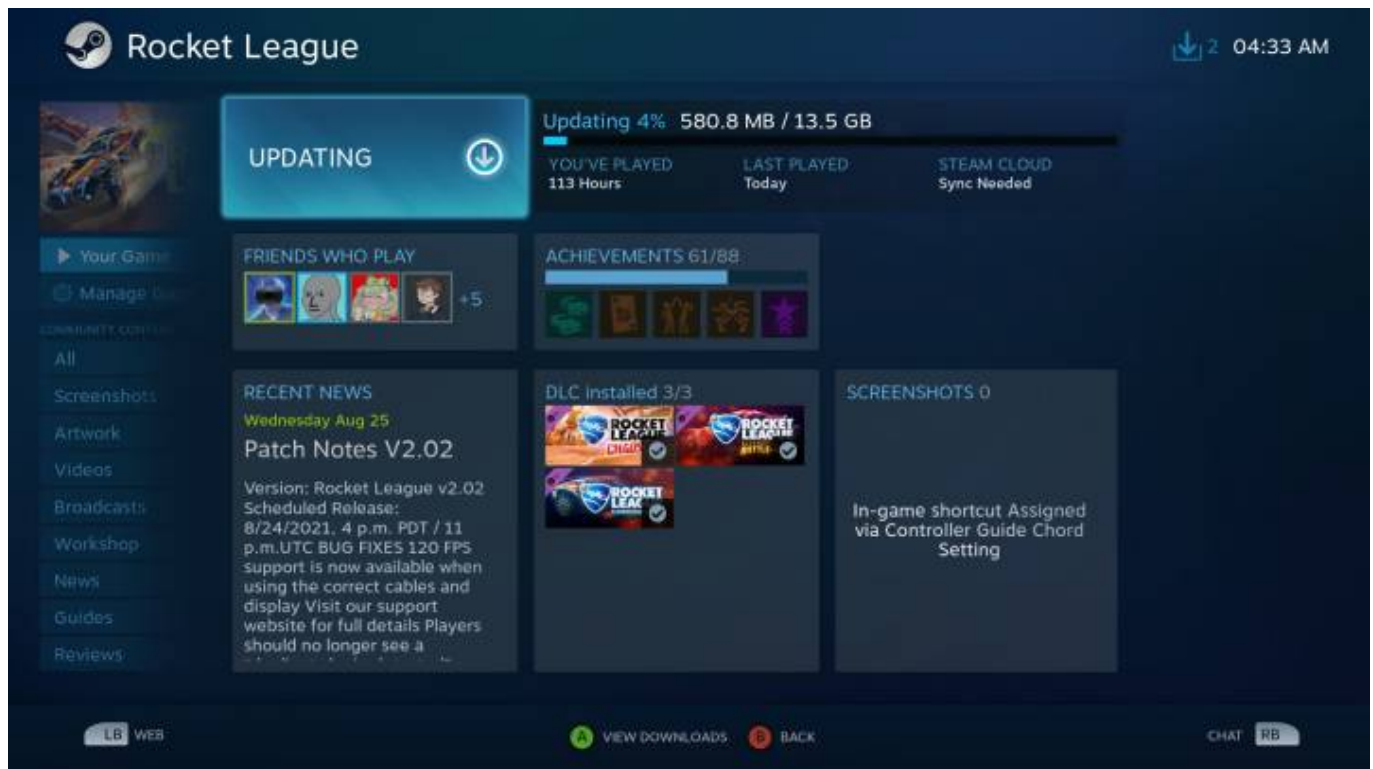 Rocket League
2 04:33 AM
UPDATING
Updating 4% 580.8 MB / 13.5 GB
YOU'VE PLAYED
113 Hours
LAST PLAYED
Today
STEAM CLOUD
Sync Needed
Your Game
Manage
COMMUNITY CONTENT
All
Screenshots
Artwork
Videos
Broadcasts
Workshop
News
Guides
Reviews
FRIENDS WHO PLAY
+5
ACHIEVEMENTS 61/88
RECENT NEWS
Wednesday Aug 25
Patch Notes V2.02
Version: Rocket League v2.02
Scheduled Release:
8/24/2021, 4 p.m. PDT / 11
p.m.UTC BUG FIXES 120 FPS
support is now available when
using the correct cables and
display Visit our support
website for full details Players
should no longer see a
DLC installed 3/3
ROCKET
LEAGUE
CHAOS
ROCKET
LEAGUE
BATTLE
ROCKET
LEAG
SCREENSHOTS 0
In-game shortcut Assigned
via Controller Guide Chord
Setting
LB WEB
A VIEW DOWNLOADS B BACK
CHAT RB